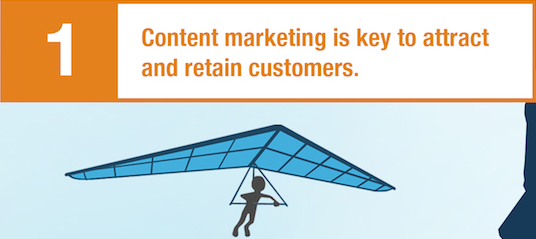 1
Content marketing is key to attract
and retain customers.